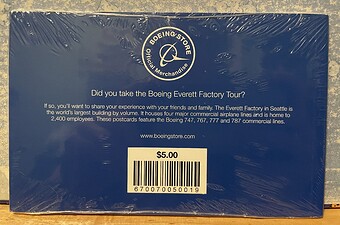 BOEING STORE
Official Merchandise
Did you take the Boeing Everett Factory Tour?
If so, you'll want to share your experience with your friends and family. The Everett Factory in Seattle is
the world's largest building by volume. It houses four major commercial airplane lines and is home to
2,400 employees. These postcards feature the Boeing 747, 767, 777 and 787 commercial lines.
www.boeingstore.com
$5.00
670070050019